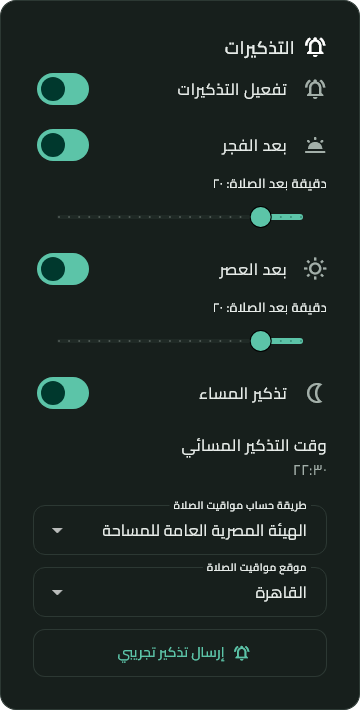 التذكيرات
تفعيل التذكيرات
بعد الفجر
دقيقة بعد الصلاة: ٢٠
بعد العصر
دقيقة بعد الصلاة: ٢٠
تذكير المساء
وقت التذكير المسائي
٢٢:٣٠
طريقة حساب مواقيت الصلاة
الهيئة المصرية العامة للمساحة
موقع مواقيت الصلاة
القاهرة
إرسال تذكير تجريبي